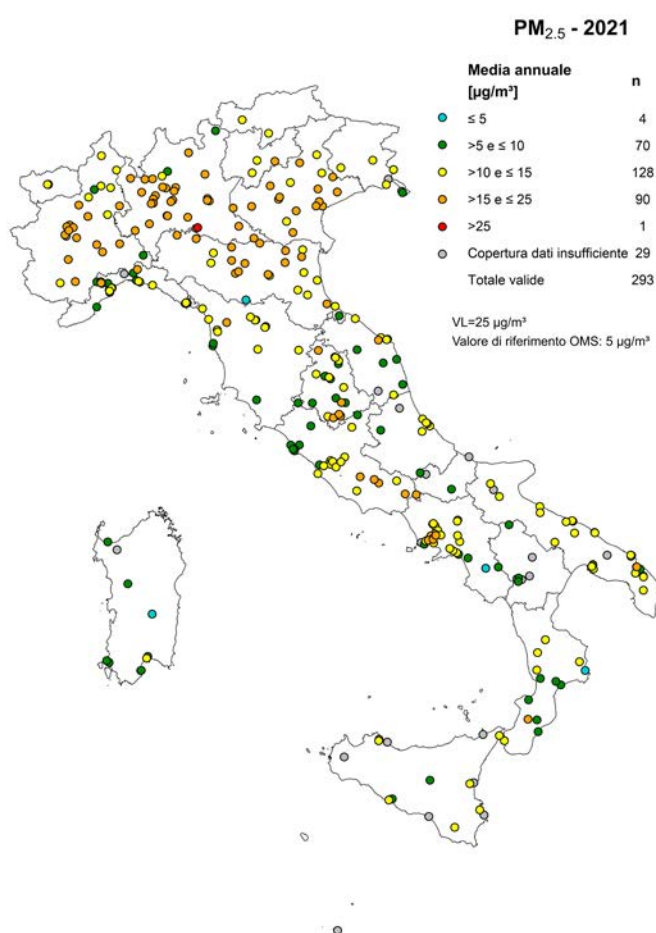 PM2.5 - 2021
Media annuale n
[µg/m³]
≤ 5 4
>5 e ≤ 10 70
>10 e ≤ 15 128
>15 e ≤ 25 90
>25 1
Copertura dati insufficiente 29
Totale valide 293
VL=25 µg/m³
Valore di riferimento OMS: 5 µg/m³